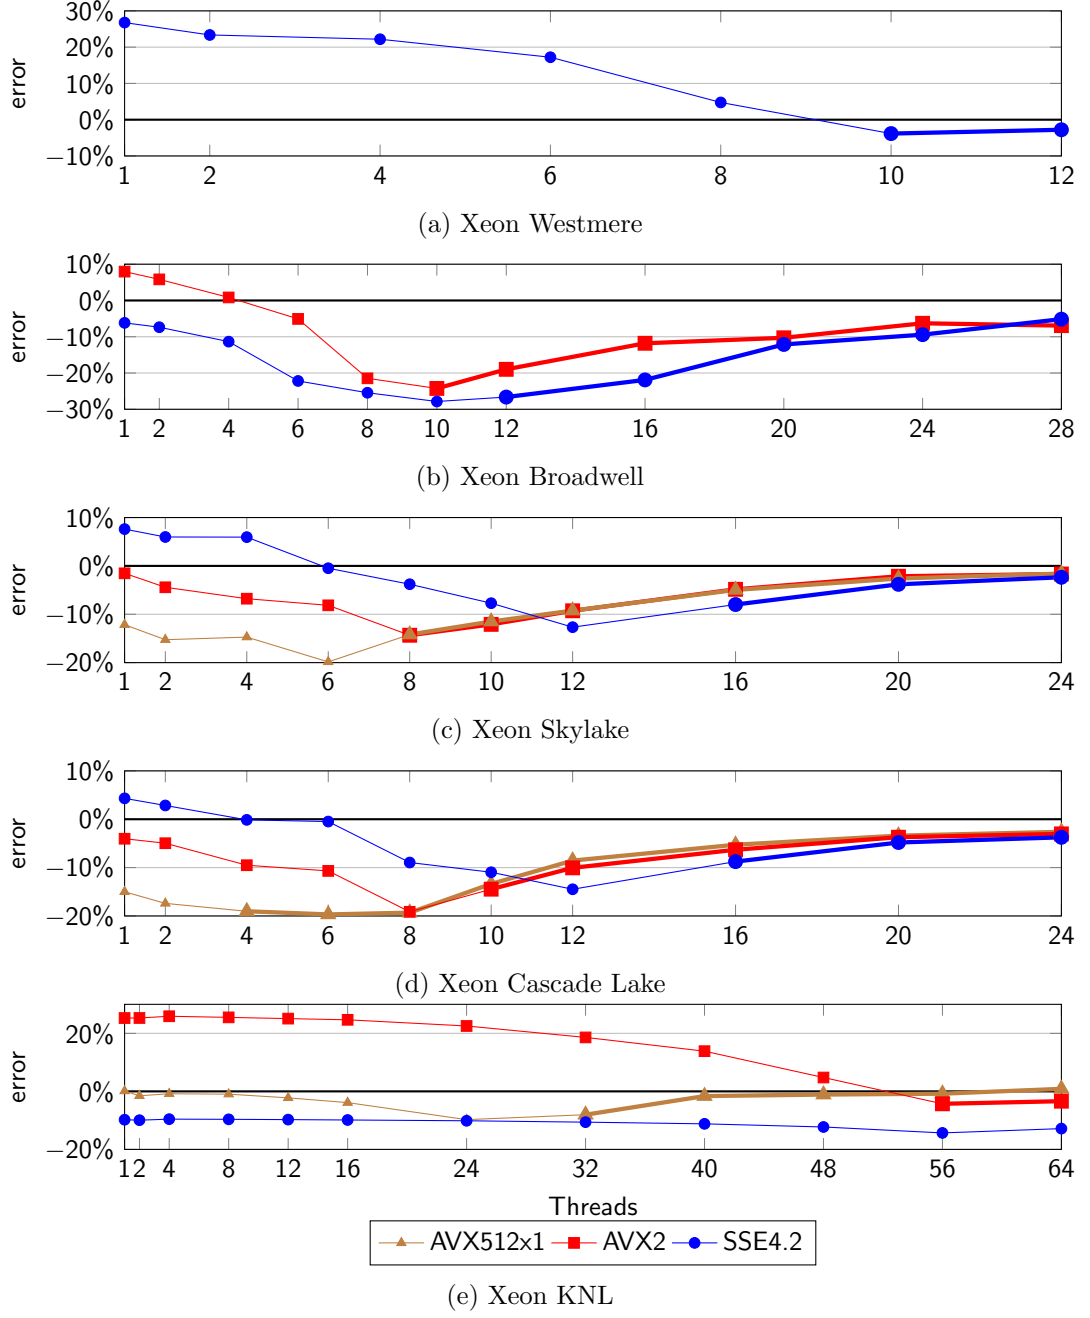 30%
20%
10%
0%
−10%
error
1 2 4 6 8 10 12
(a) Xeon Westmere
10%
0%
−10%
−20%
−30%
error
1 2 4 6 8 10 12 16 20 24 28
(b) Xeon Broadwell
10%
0%
−10%
−20%
error
1 2 4 6 8 10 12 16 20 24
(c) Xeon Skylake
10%
0%
−10%
−20%
error
1 2 4 6 8 10 12 16 20 24
(d) Xeon Cascade Lake
20%
0%
−20%
error
1 2 4 8 12 16 24 32 40 48 56 64
Threads
AVX512x1 AVX2 SSE4.2
(e) Xeon KNL